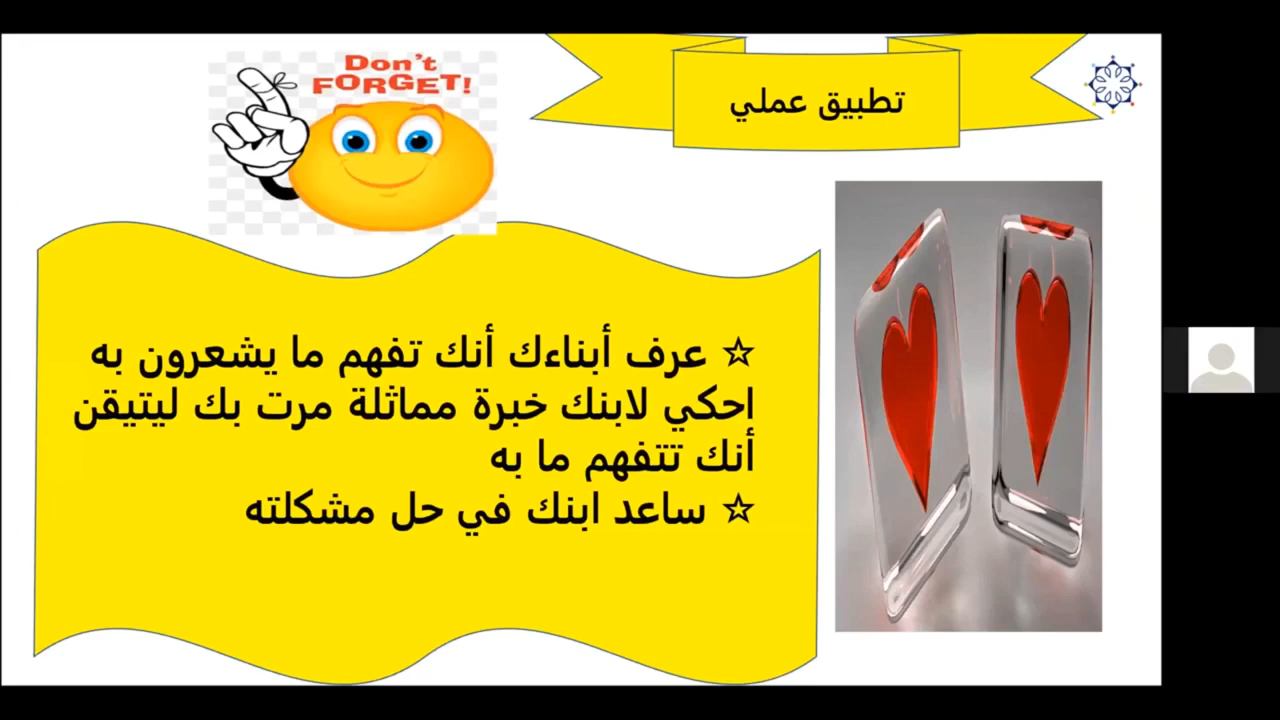 Don't
FORGET!
تطبيق عملي
☆ عرف أبناءك أنك تفهم ما يشعرون به
احكي لابنك خبرة مماثلة مرت بك ليتيقن
أنك تتفهم ما به
☆ ساعد ابنك في حل مشكلته